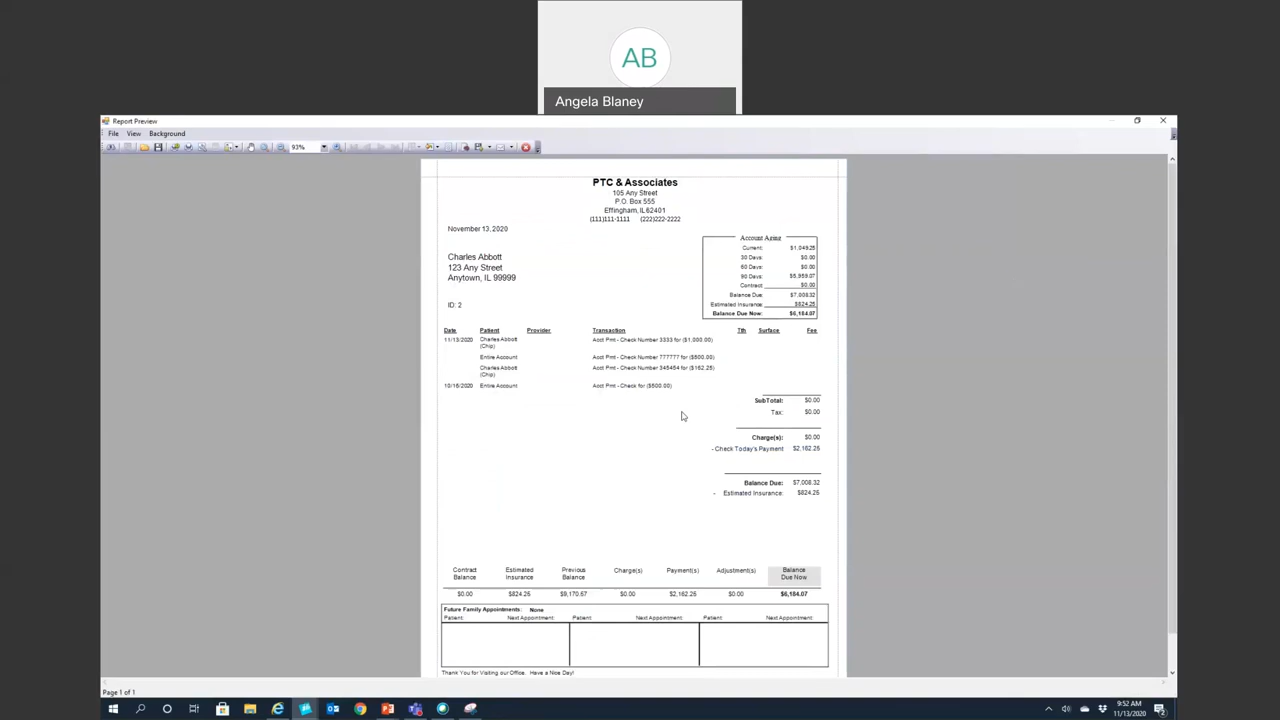 AB
Angela Blaney
Report Preview
File View Background
93%
PTC & Associates
105 Any Street
P.O. Box 555
Effingham, IL 62401
(111)111-1111 (222)222-2222
November 13, 2020
Charles Abbott
123 Any Street
Anytown, IL 99999
ID: 2
Account Aging
Current: $1,049.25
30 Days: $0.00
60 Days: $0.00
90 Days: $5,959.07
Contract: $0.00
Balance Due: $7,008.32
Estimated Insurance: $824.25
Balance Due Now: $6,184.07
Date Patient Provider Transaction Tth Surface Fee
11/13/2020 Charles Abbott (Chip) Acct Pmt - Check Number 3333 for ($1,000.00)
Entire Account Acct Pmt - Check Number 777777 for ($500.00)
Charles Abbott (Chip) Acct Pmt - Check Number 345454 for ($162.25)
10/15/2020 Entire Account Acct Pmt - Check for ($500.00)
SubTotal: $0.00
Tax: $0.00
Charge(s): $0.00
- Check Today's Payment $2,162.25
Balance Due: $7,008.32
- Estimated Insurance: $824.25
Contract Balance Estimated Insurance Previous Balance Charge(s) Payment(s) Adjustment(s) Balance Due Now
$0.00 $824.25 $9,170.57 $0.00 $2,162.25 $0.00 $6,184.07
Future Family Appointments: None
Patient: Next Appointment: Patient: Next Appointment: Patient: Next Appointment:
Thank You for Visiting our Office. Have a Nice Day!
Page 1 of 1
9:52 AM
11/13/2020
2